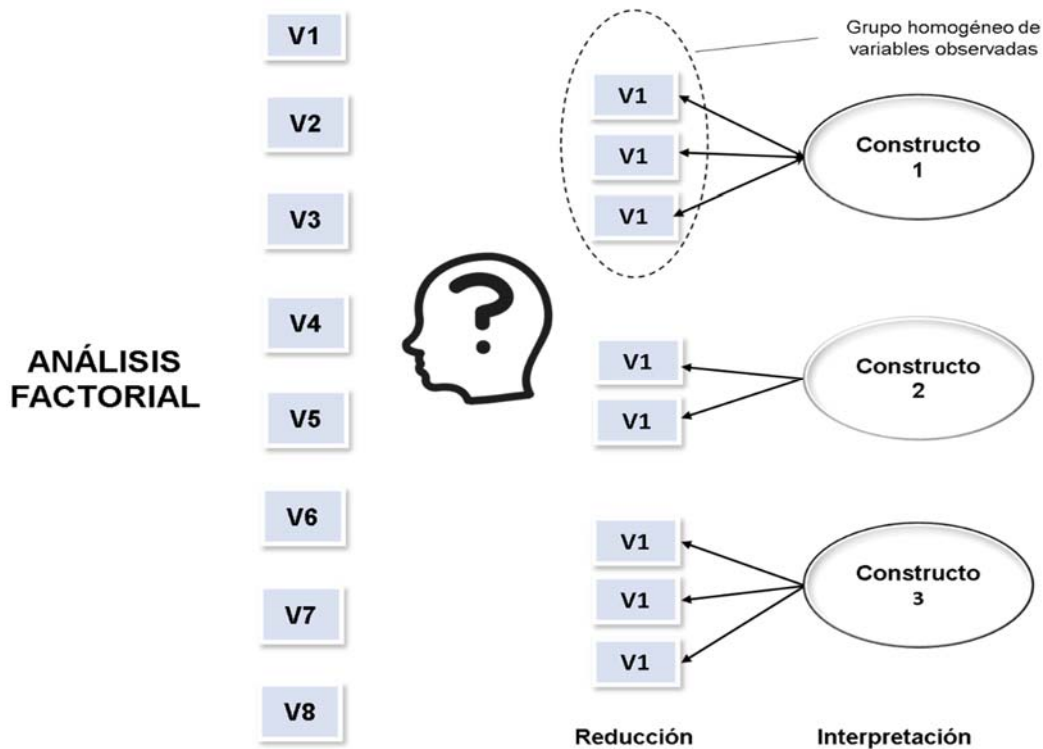 ANÁLISIS
FACTORIAL
V1
V2
V3
V4
V5
V6
V7
V8
?
Grupo homogéneo de
variables observadas
V1
V1
V1
Constructo
1
V1
V1
Constructo
2
V1
V1
V1
Constructo
3
Reducción
Interpretación